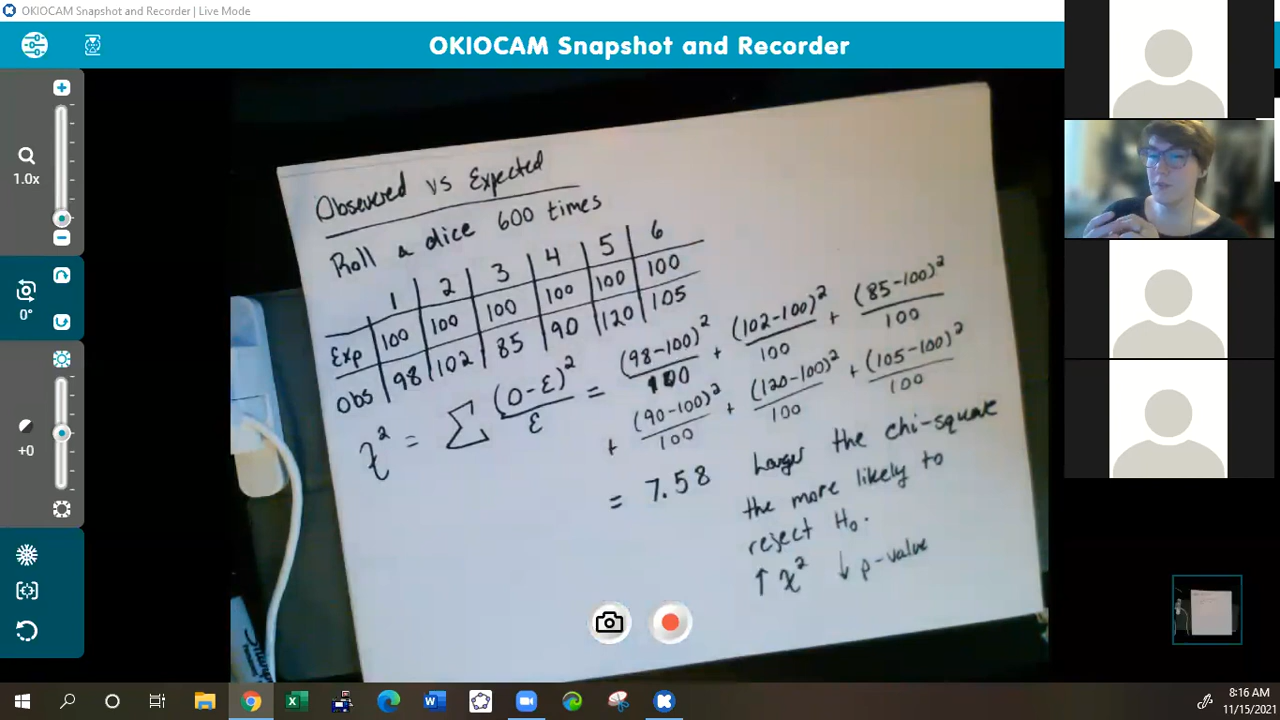 OKIOCAM Snapshot and Recorder | Live Mode
OKIOCAM Snapshot and Recorder
1.0x
0°
+0
Obsevered vs Expected
Roll a dice 600 times
1 2 3 4 5 6
Exp 100 100 100 100 100 100
Obs 98 102 85 90 120 105
χ² = Σ (O-E)²/E = (98-100)²/100 + (102-100)²/100 + (85-100)²/100
+ (90-100)²/100 + (120-100)²/100 + (105-100)²/100
= 7.58
Larger the chi-square
the more likely to
reject H₀.
↑ χ² ↓ p-value
8:16 AM
11/15/2021